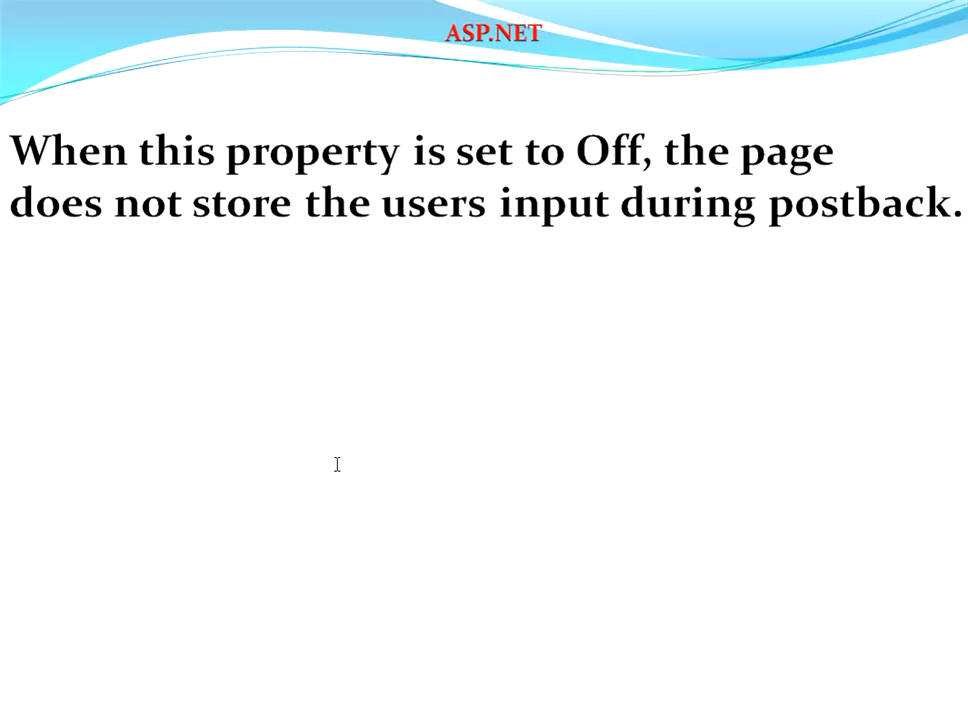 ASP.NET
When this property is set to Off, the page
does not store the users input during postback.